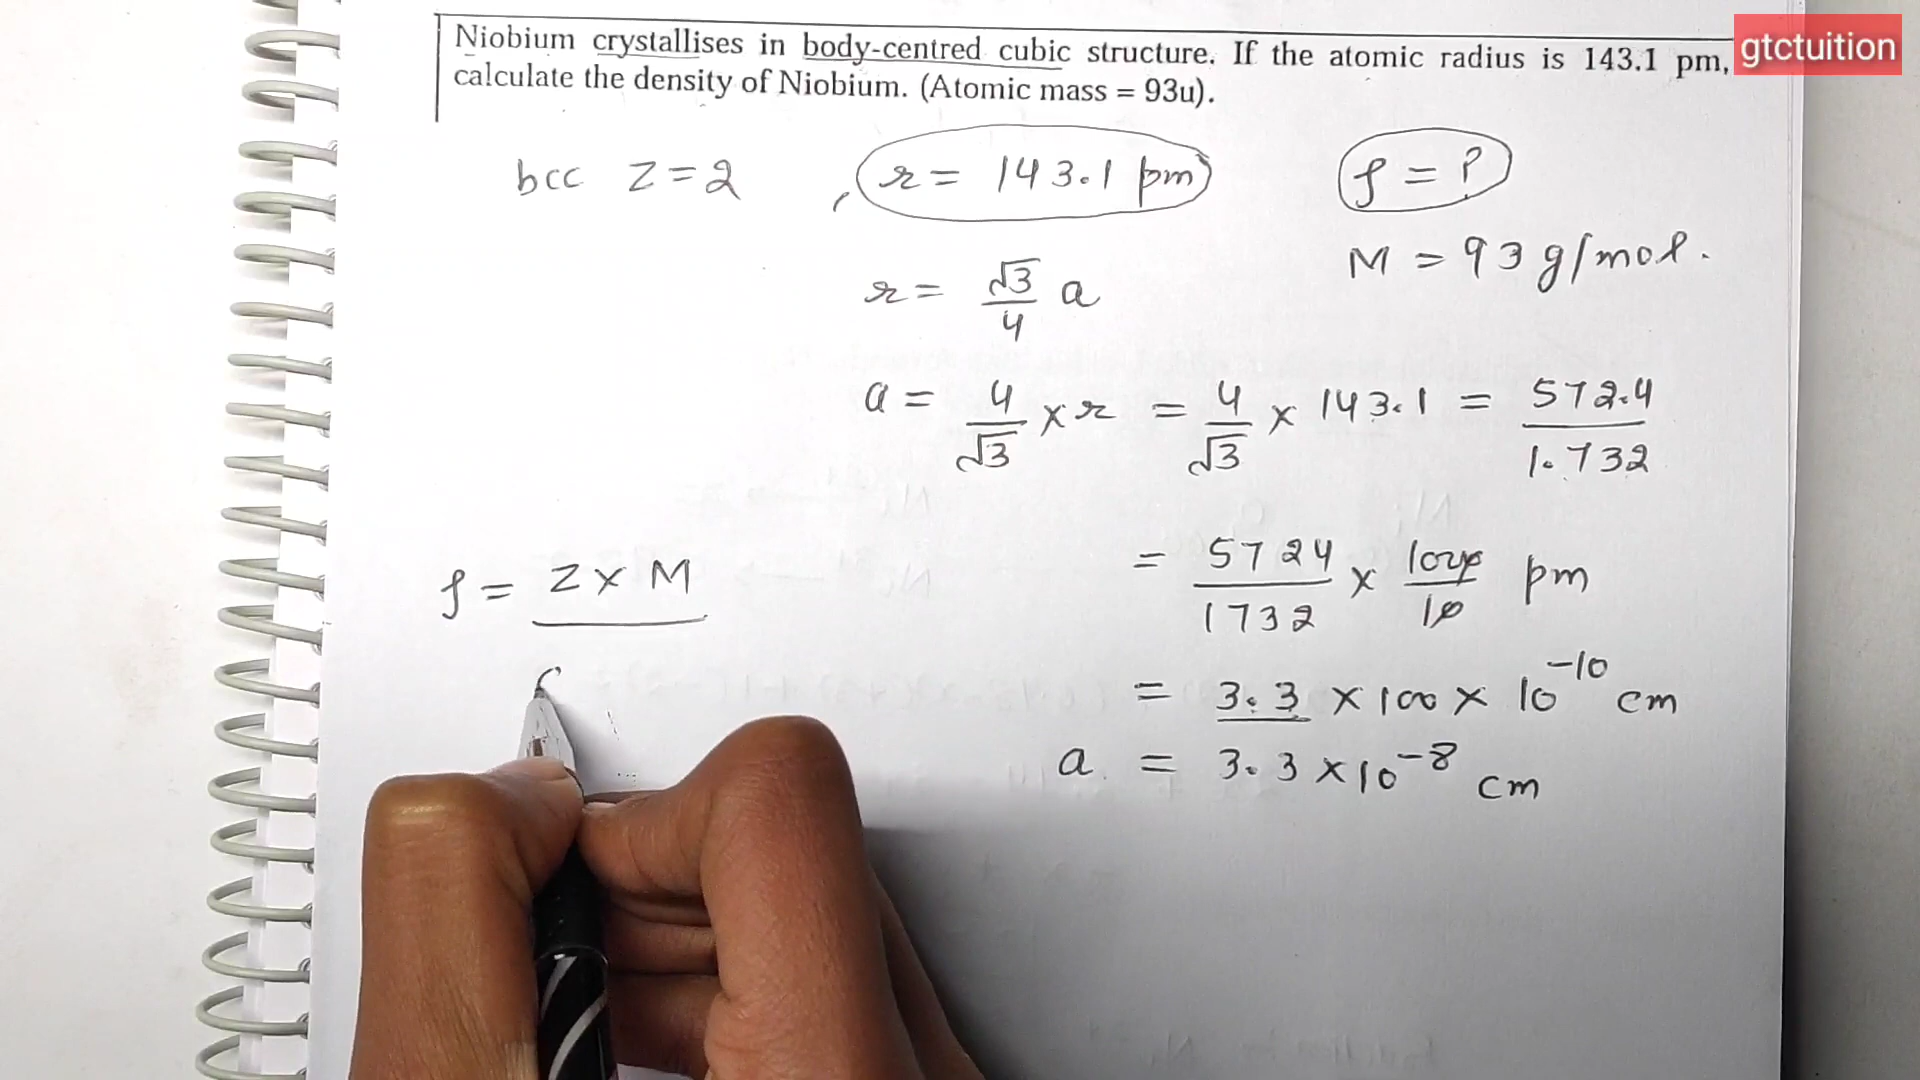 gtctuition
Niobium crystallises in body-centred cubic structure. If the atomic radius is 143.1 pm,
calculate the density of Niobium. (Atomic mass = 93u).
bcc Z=2 , r = 143.1 pm ρ = ?
M = 93 g/mol.
r = √3/4 a
a = 4/√3 × r = 4/√3 × 143.1 = 572.4/1.732
= 5724/1732 × 1000/10 pm
ρ = Z × M
= 3.3 × 100 × 10⁻¹⁰ cm
a = 3.3 × 10⁻⁸ cm